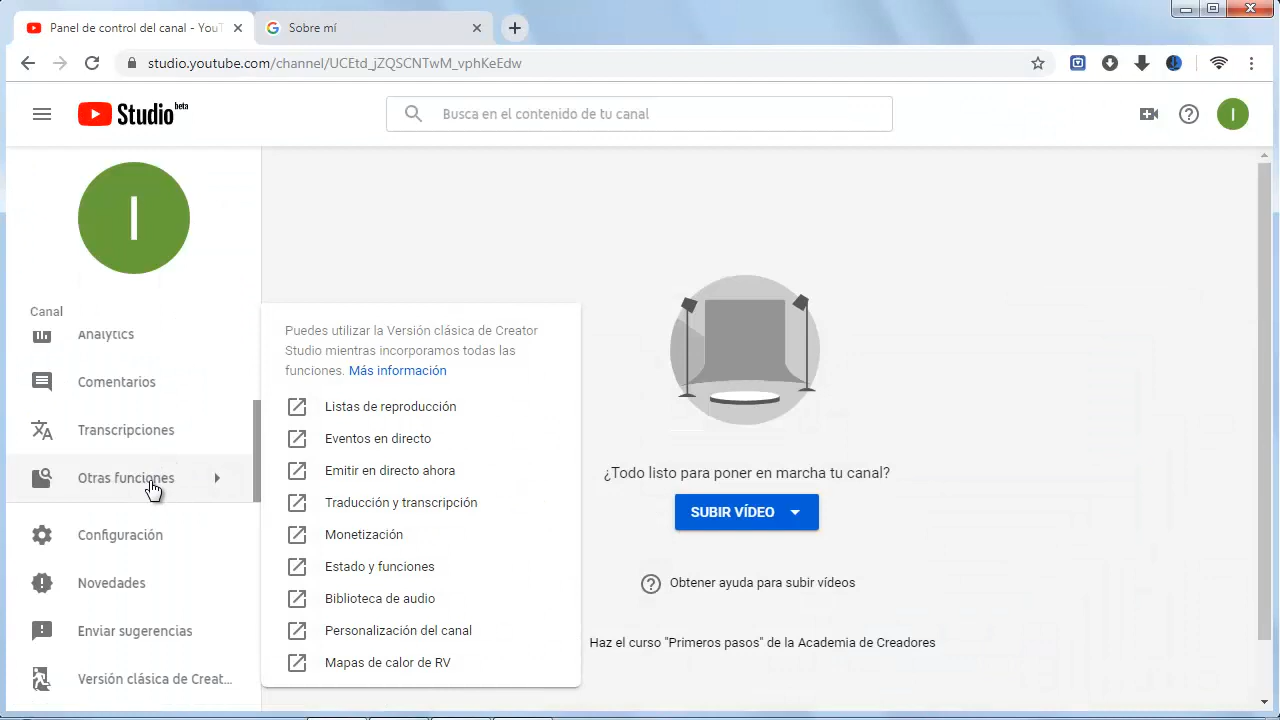 Panel de control del canal - YouT
Sobre mí
studio.youtube.com/channel/UCEtd_jZQSCNTwM_vphKeEdw
Studio beta
Busca en el contenido de tu canal
I
I
Canal
Analytics
Comentarios
Transcripciones
Otras funciones
Configuración
Novedades
Enviar sugerencias
Versión clásica de Creat...
Puedes utilizar la Versión clásica de Creator
Studio mientras incorporamos todas las
funciones. Más información
Listas de reproducción
Eventos en directo
Emitir en directo ahora
Traducción y transcripción
Monetización
Estado y funciones
Biblioteca de audio
Personalización del canal
Mapas de calor de RV
¿Todo listo para poner en marcha tu canal?
SUBIR VÍDEO
Obtener ayuda para subir vídeos
Haz el curso "Primeros pasos" de la Academia de Creadores